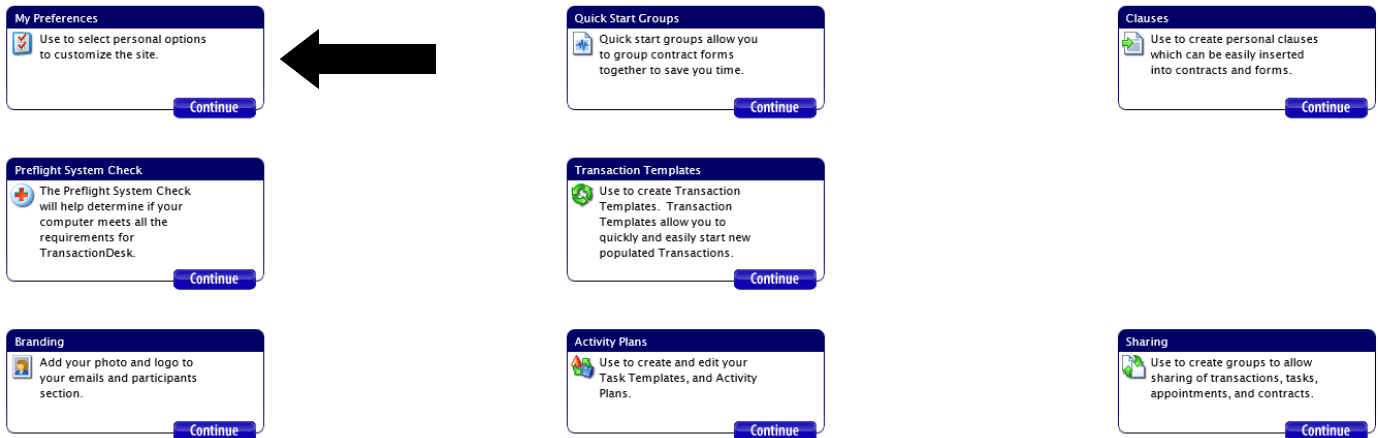 My Preferences
Use to select personal options
to customize the site.
Continue
Quick Start Groups
Quick start groups allow you
to group contract forms
together to save you time.
Continue
Clauses
Use to create personal clauses
which can be easily inserted
into contracts and forms.
Continue
Preflight System Check
The Preflight System Check
will help determine if your
computer meets all the
requirements for
TransactionDesk.
Continue
Transaction Templates
Use to create Transaction
Templates. Transaction
Templates allow you to
quickly and easily start new
populated Transactions.
Continue
Branding
Add your photo and logo to
your emails and participants
section.
Continue
Activity Plans
Use to create and edit your
Task Templates, and Activity
Plans.
Continue
Sharing
Use to create groups to allow
sharing of transactions, tasks,
appointments, and contracts.
Continue